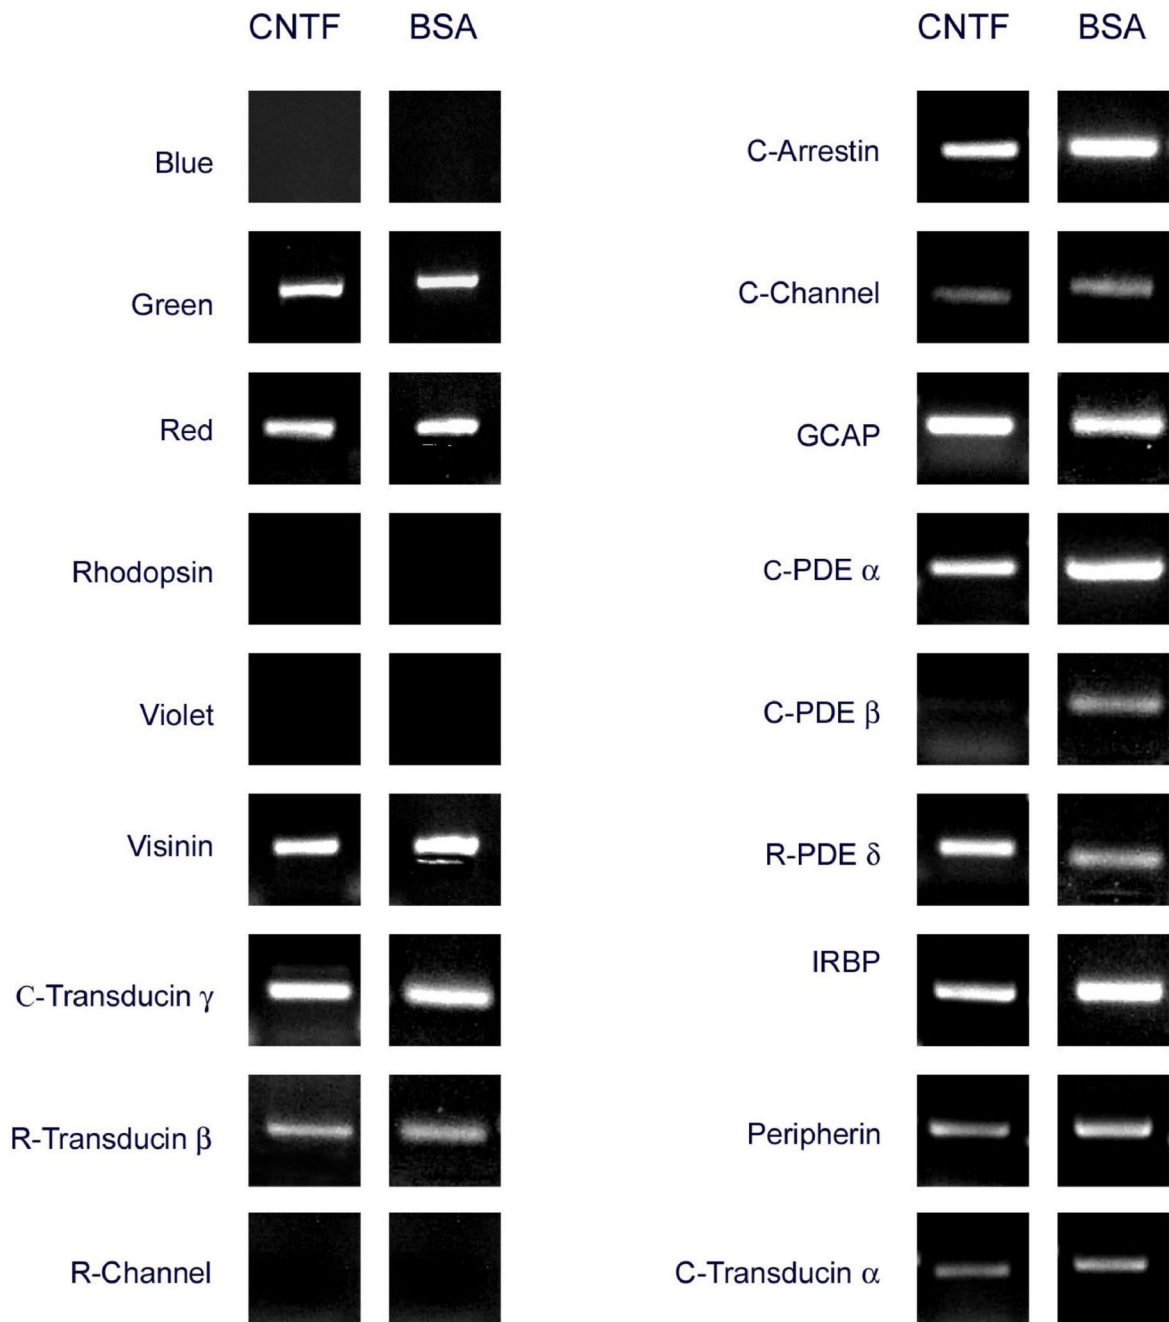 CNTF BSA
Blue
Green
Red
Rhodopsin
Violet
Visinin
C-Transducin γ
R-Transducin β
R-Channel
CNTF BSA
C-Arrestin
C-Channel
GCAP
C-PDE α
C-PDE β
R-PDE δ
IRBP
Peripherin
C-Transducin α